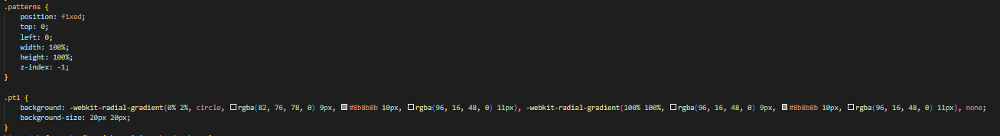 .patterns {
position: fixed;
top: 0;
left: 0;
width: 100%;
height: 100%;
z-index: -1;
}
.pt1 {
background: -webkit-radial-gradient(0% 2%, circle, rgba(82, 76, 78, 0) 9px, #8b8b8b 10px, rgba(96, 16, 48, 0) 11px), -webkit-radial-gradient(100% 100%, rgba(96, 16, 48, 0) 9px, #8b8b8b 10px, rgba(96, 16, 48, 0) 11px), none;
background-size: 20px 20px;
}